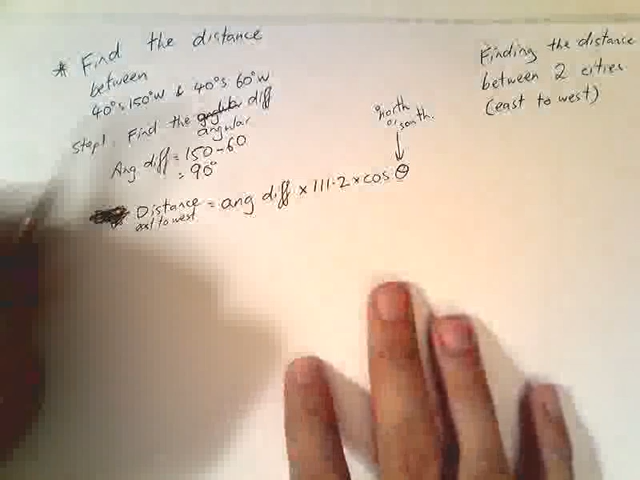 * Find the distance
between
40°S 150°W & 40°S 60°W
Step 1: Find the angular diff
Ang diff = 150 - 60
= 90°
Distance = ang diff × 111.2 × cos θ
east to west
north
or south.
Finding the distance
between 2 cities.
(east to west)